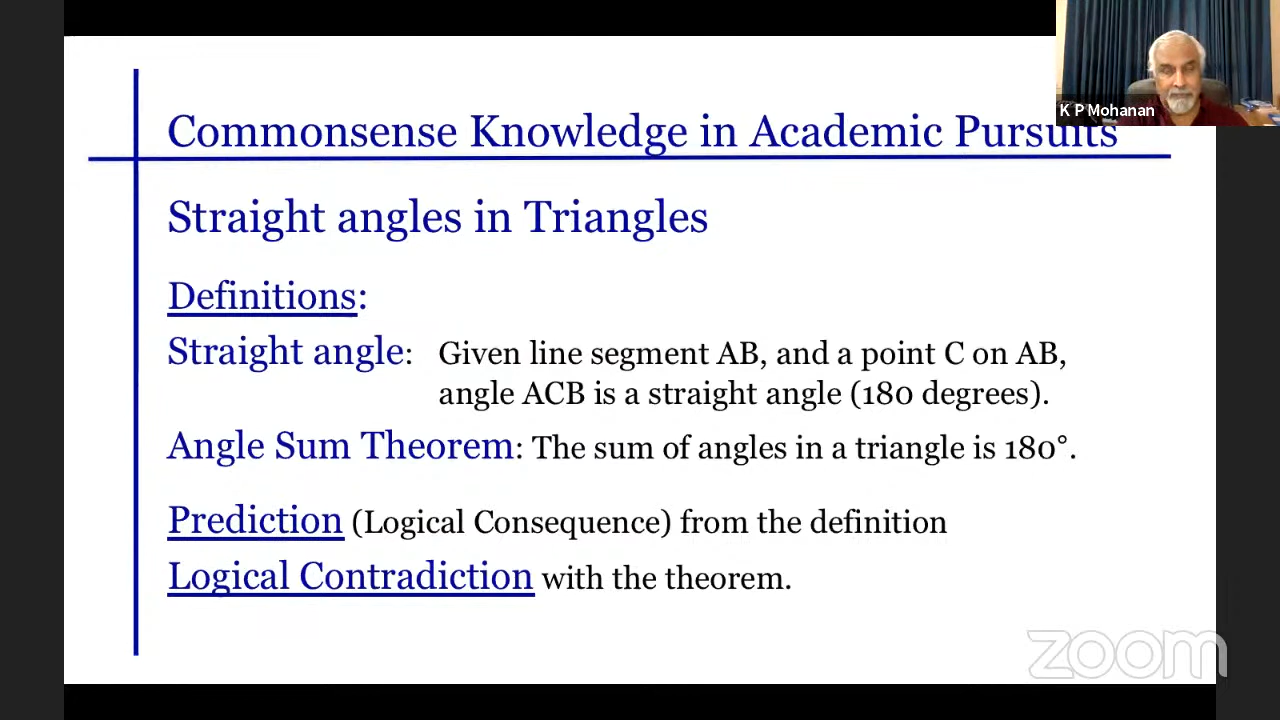 K P Mohanan
Commonsense Knowledge in Academic Pursuits
Straight angles in Triangles
Definitions:
Straight angle: Given line segment AB, and a point C on AB,
angle ACB is a straight angle (180 degrees).
Angle Sum Theorem: The sum of angles in a triangle is 180°.
Prediction (Logical Consequence) from the definition
Logical Contradiction with the theorem.
zoom